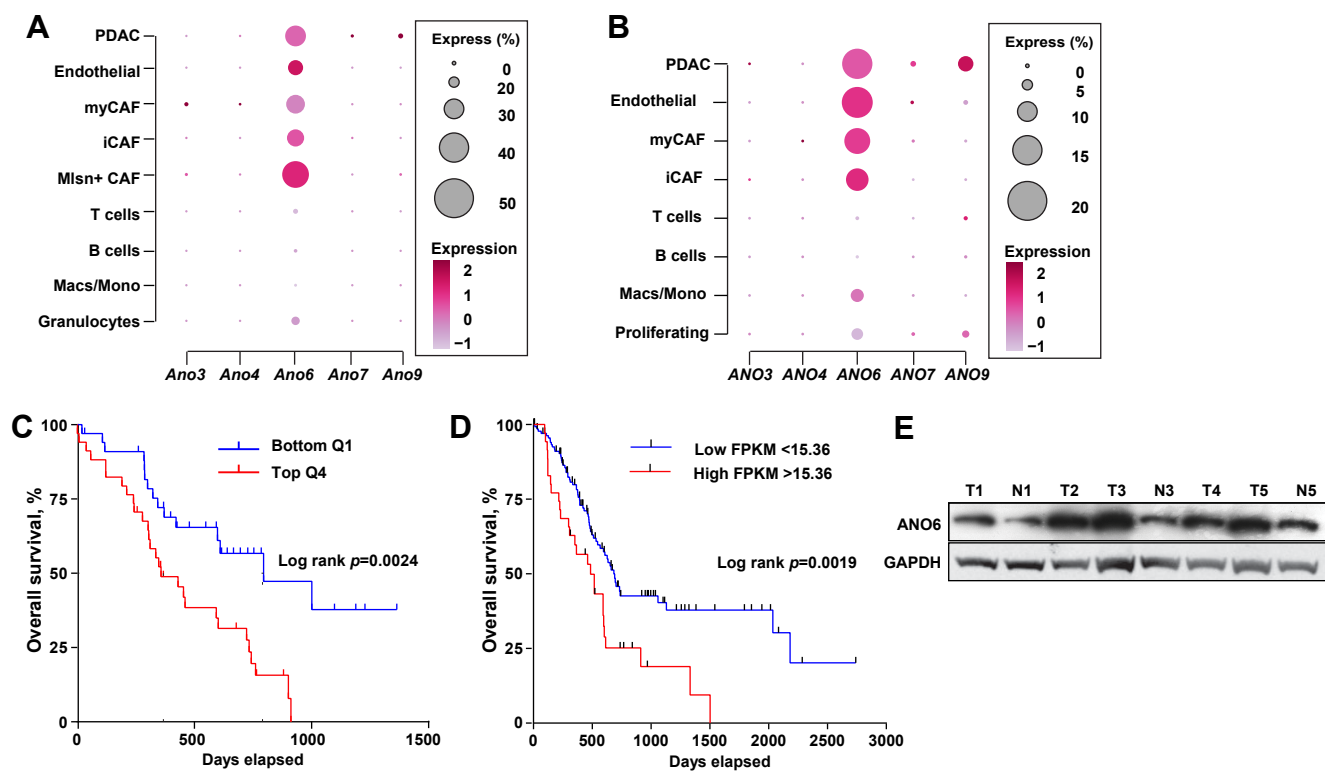 A
PDAC
Endothelial
myCAF
iCAF
Mlsn+ CAF
T cells
B cells
Macs/Mono
Granulocytes
Ano3 Ano4 Ano6 Ano7 Ano9
Express (%)
0
20
30
40
50
Expression
2
1
0
−1
B
PDAC
Endothelial
myCAF
iCAF
T cells
B cells
Macs/Mono
Proliferating
ANO3 ANO4 ANO6 ANO7 ANO9
Express (%)
0
5
10
15
20
Expression
2
1
0
−1
C
Overall survival, %
100
75
50
25
0
0 500 1000 1500
Days elapsed
Bottom Q1
Top Q4
Log rank p=0.0024
D
Overall survival, %
100
75
50
25
0
0 500 1000 1500 2000 2500 3000
Days elapsed
Low FPKM <15.36
High FPKM >15.36
Log rank p=0.0019
E
T1 N1 T2 T3 N3 T4 T5 N5
ANO6
GAPDH